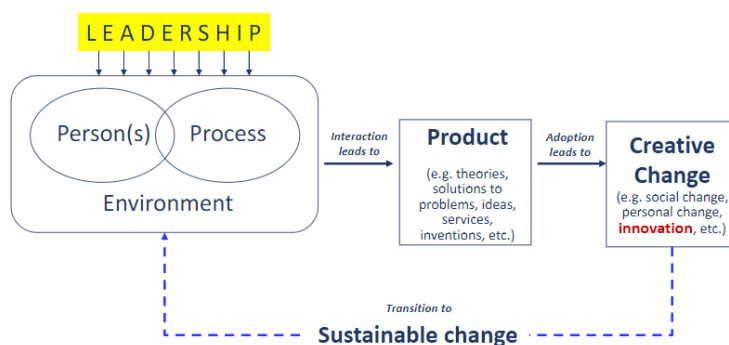 L E A D E R S H I P
Person(s)
Process
Environment
Interaction
leads to
Product
(e.g. theories,
solutions to
problems, ideas,
services,
inventions, etc.)
Adoption
leads to
Creative
Change
(e.g. social change,
personal change,
innovation, etc.)
Transition to
Sustainable change